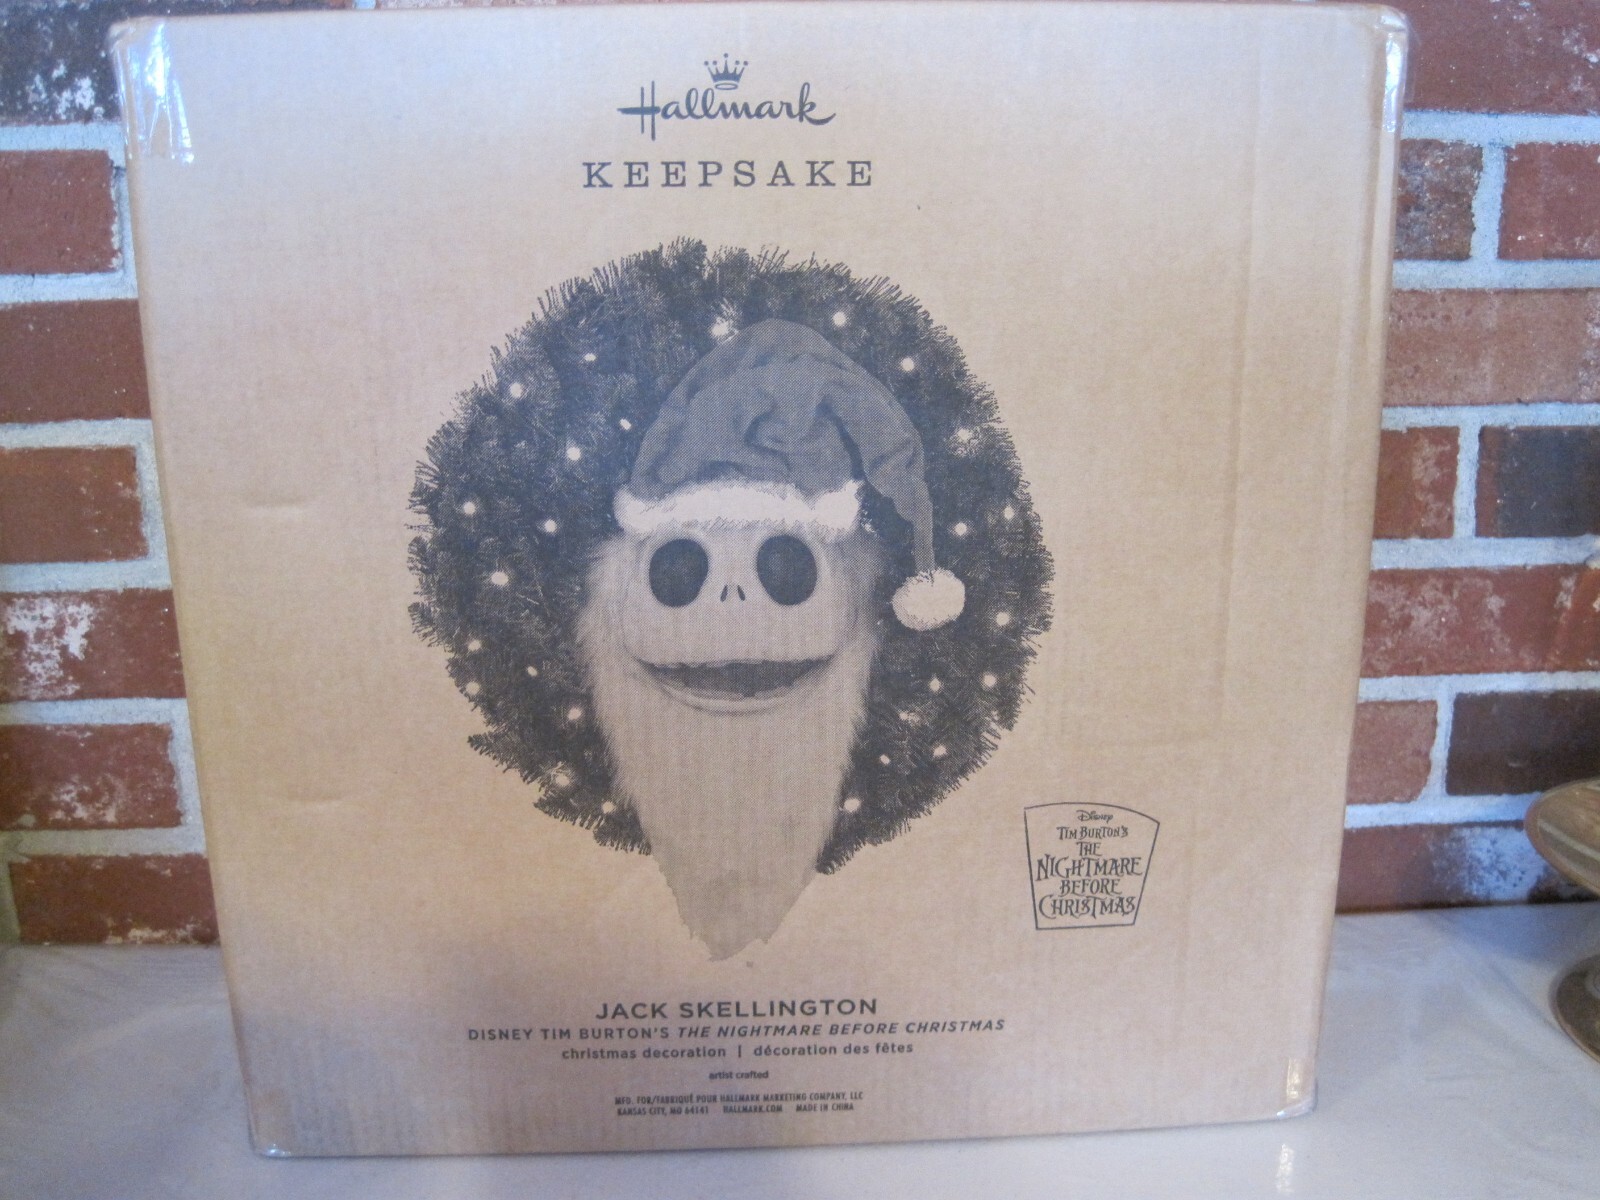 Hallmark
KEEPSAKE
Disney
TIM BURTON'S
THE
NIGHTMARE
BEFORE
CHRISTMAS
JACK SKELLINGTON
DISNEY TIM BURTON'S THE NIGHTMARE BEFORE CHRISTMAS
christmas decoration | décoration des fêtes
artist crafted
MFD. FOR/FABRIQUÉ POUR HALLMARK MARKETING COMPANY, LLC
KANSAS CITY, MO 64141 HALLMARK.COM MADE IN CHINA